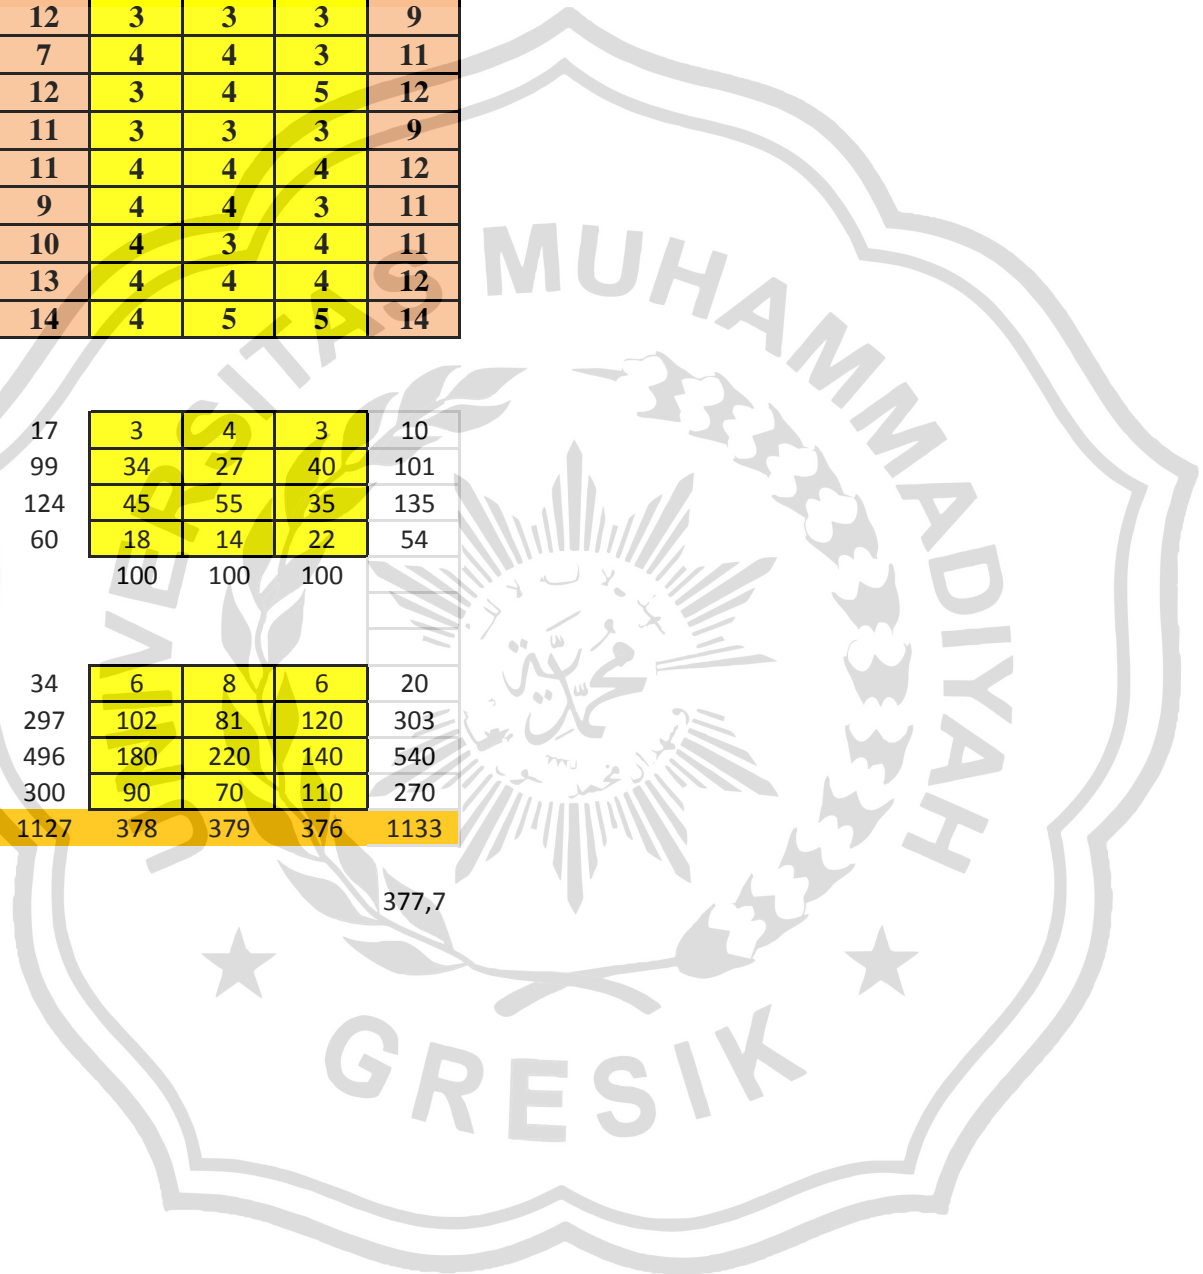 12 3 3 3 9
7 4 4 3 11
12 3 4 5 12
11 3 3 3 9
11 4 4 4 12
9 4 4 3 11
10 4 3 4 11
13 4 4 4 12
14 4 5 5 14
17 3 4 3 10
99 34 27 40 101
124 45 55 35 135
60 18 14 22 54
100 100 100
34 6 8 6 20
297 102 81 120 303
496 180 220 140 540
300 90 70 110 270
1127 378 379 376 1133
377,7
UNIVERSITAS MUHAMMADIYAH
GRESIK
محمد